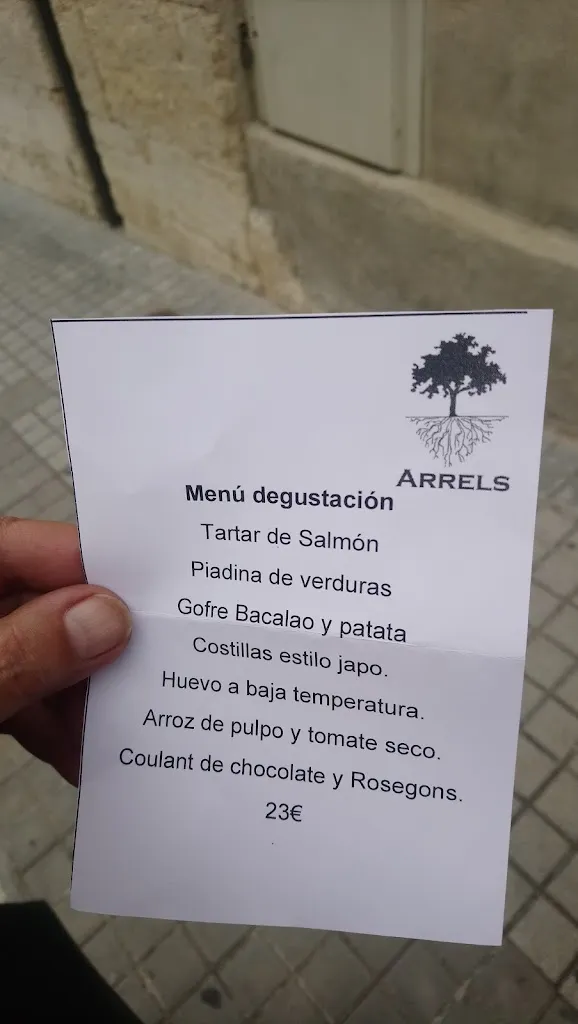 ARRELS
Menú degustación
Tartar de Salmón
Piadina de verduras
Gofre Bacalao y patata
Costillas estilo japo.
Huevo a baja temperatura.
Arroz de pulpo y tomate seco.
Coulant de chocolate y Rosegons.
23€